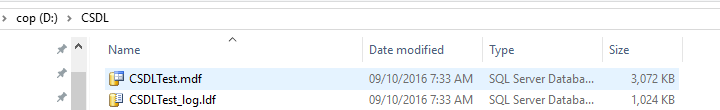 cop (D:) > CSDL
Name Date modified Type Size
CSDLTest.mdf 09/10/2016 7:33 AM SQL Server Databa... 3,072 KB
CSDLTest_log.ldf 09/10/2016 7:33 AM SQL Server Databa... 1,024 KB